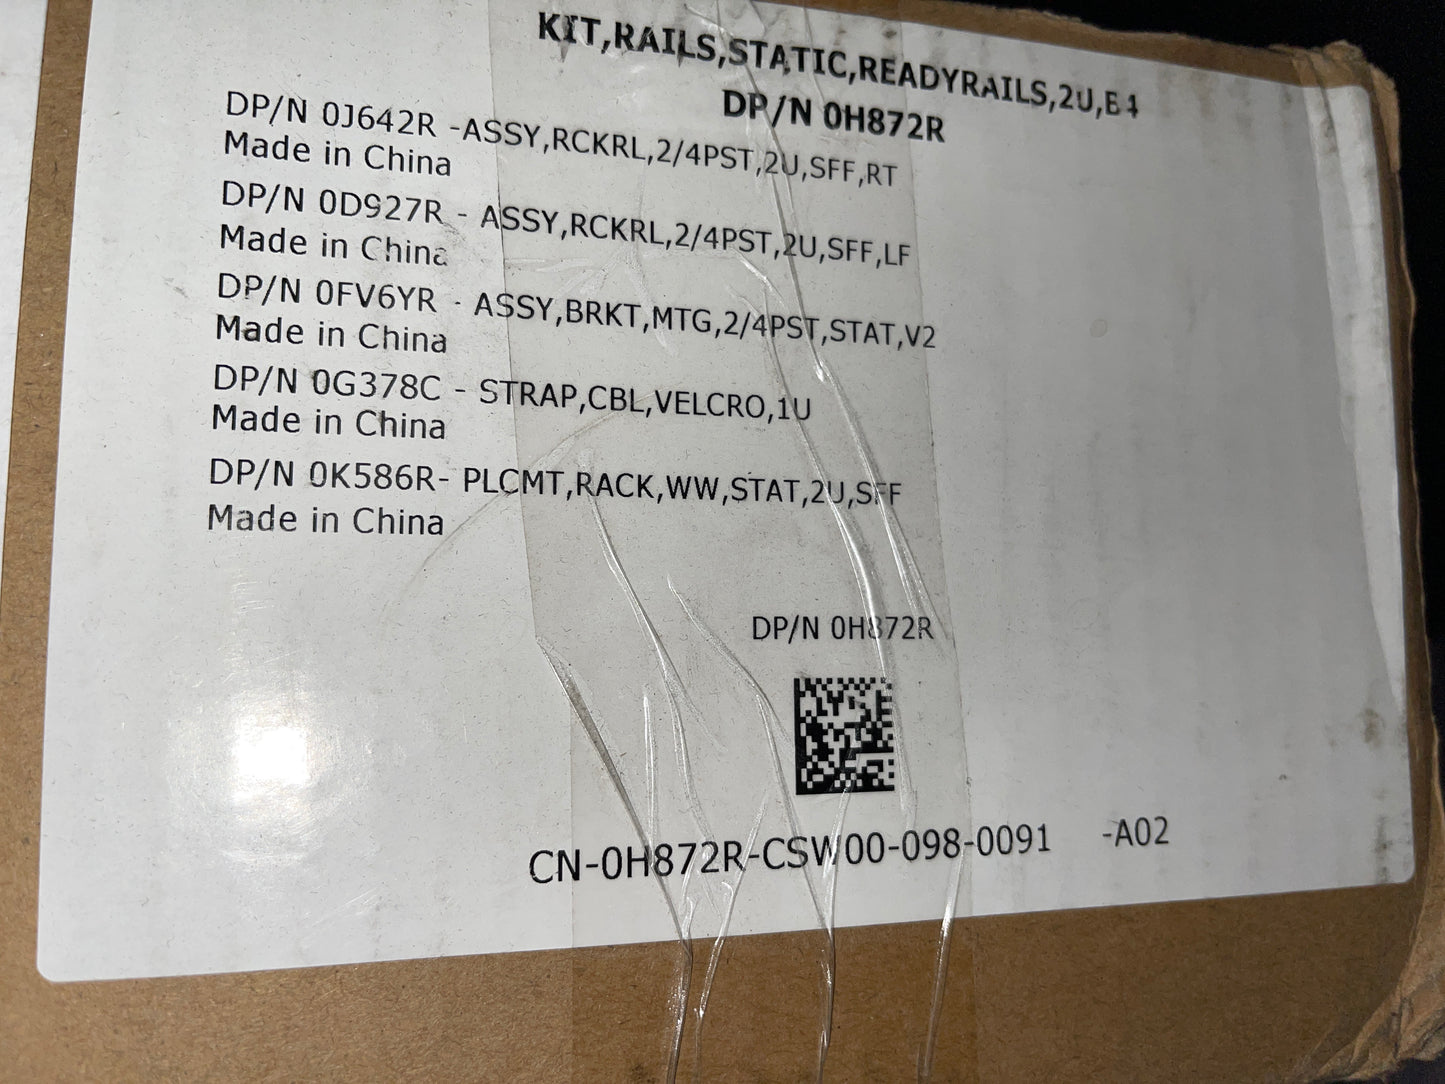 KIT,RAILS,STATIC,READYRAILS,2U,B4
DP/N 0H872R
DP/N 0J642R -ASSY,RCKRL,2/4PST,2U,SFF,RT
Made in China
DP/N 0D927R - ASSY,RCKRL,2/4PST,2U,SFF,LF
Made in China
DP/N 0FV6YR - ASSY,BRKT,MTG,2/4PST,STAT,V2
Made in China
DP/N 0G378C - STRAP,CBL,VELCRO,1U
Made in China
DP/N 0K586R- PLCMT,RACK,WW,STAT,2U,SFF
Made in China
DP/N 0H872R
CN-0H872R-CSW00-098-0091 -A02